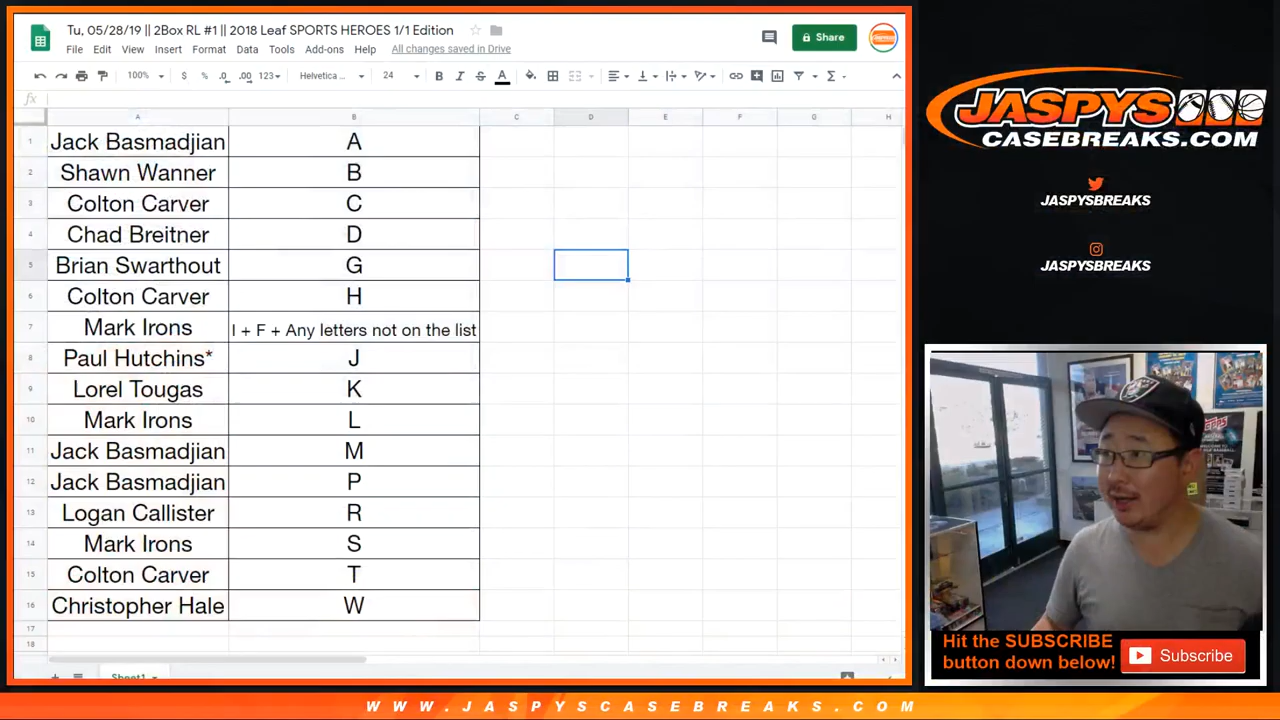 Tu, 05/28/19 || 2Box RL #1 || 2018 Leaf SPORTS HEROES 1/1 Edition
File Edit View Insert Format Data Tools Add-ons Help All changes saved in Drive
Share
100% $ % .0 .00 123 Helvetica ... 24 B I S A
fx
A B C D E F G H
1 Jack Basmadjian A
2 Shawn Wanner B
3 Colton Carver C
4 Chad Breitner D
5 Brian Swarthout G
6 Colton Carver H
7 Mark Irons I + F + Any letters not on the list
8 Paul Hutchins* J
9 Lorel Tougas K
10 Mark Irons L
11 Jack Basmadjian M
12 Jack Basmadjian P
13 Logan Callister R
14 Mark Irons S
15 Colton Carver T
16 Christopher Hale W
17
18
Sheet1
JASPYS
CASEBREAKS.COM
JASPYSBREAKS
JASPYSBREAKS
Hit the SUBSCRIBE
button down below!
Subscribe
WWW.JASPYSCASEBREAKS.COM